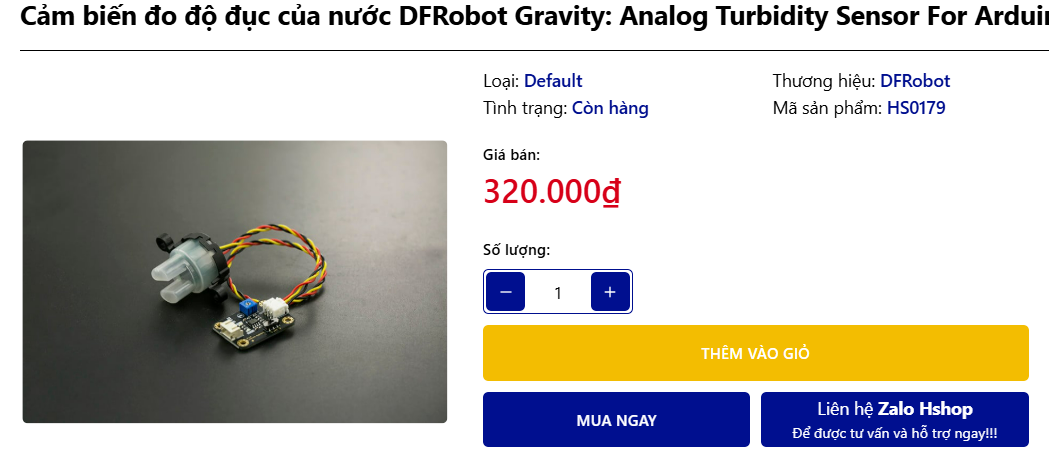 Cảm biến đo độ đục của nước DFRobot Gravity: Analog Turbidity Sensor For
Loại: Default
Thương hiệu: DFRobot
Tình trạng: Còn hàng
Mã sản phẩm: HS0179
Giá bán:
320.000₫
Số lượng:
− 1 +
THÊM VÀO GIỎ
MUA NGAY
Liên hệ Zalo Hshop
Để được tư vấn và hỗ trợ ngay!!!